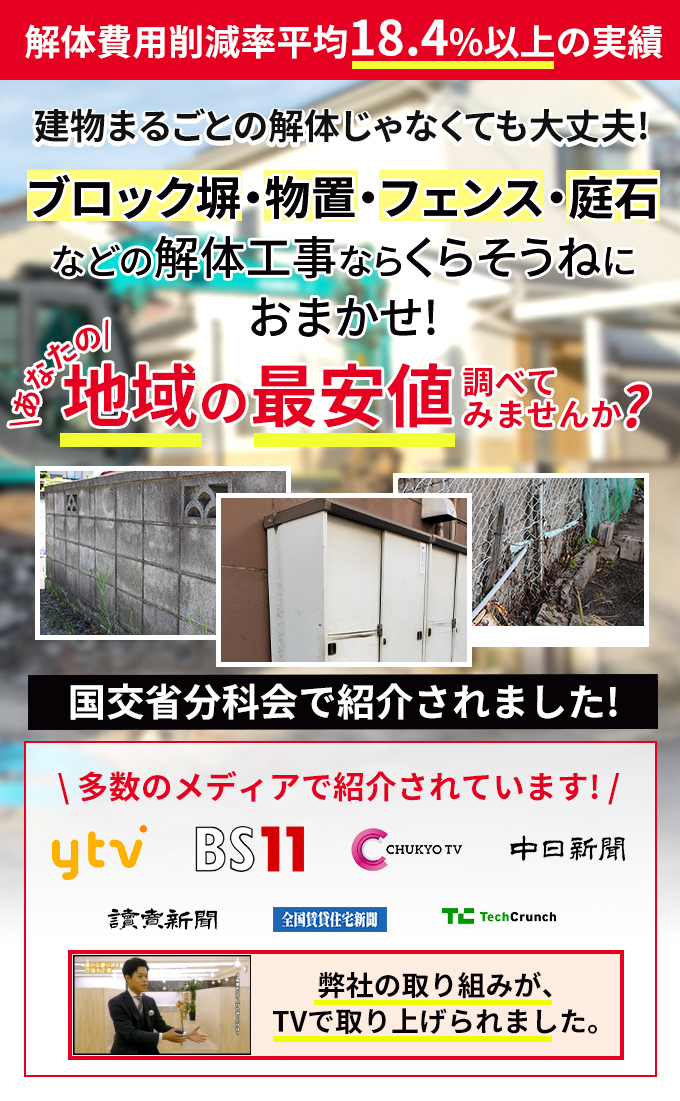 解体費用削減率平均18.4%以上の実績
建物まるごとの解体じゃなくても大丈夫!
ブロック塀・物置・フェンス・庭石
などの解体工事ならくらそうねに
おまかせ!
\あなたの/
地域の最安値調べてみませんか?
国交省分科会で紹介されました!
\ 多数のメディアで紹介されています! /
ytv
BS11
CHUKYO TV
中日新聞
讀賣新聞
全国賃貸住宅新聞
TC TechCrunch
弊社の取り組みが、
TVで取り上げられました。